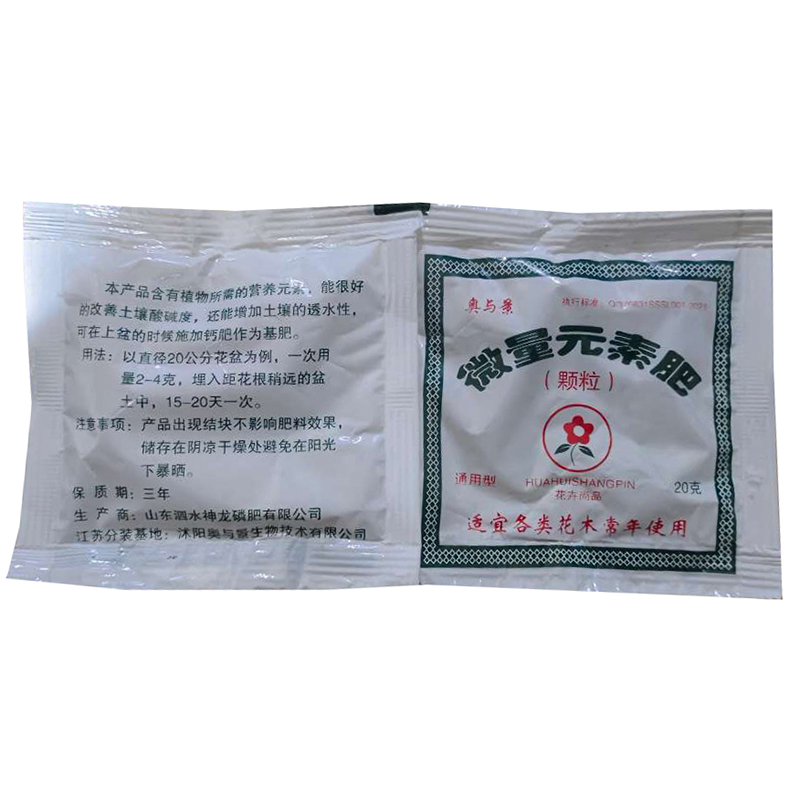 本产品含有植物所需的营养元素，能很好
的改善土壤酸碱度，还能增加土壤的透水性，
可在上盆的时候施加钙肥作为基肥。
用法：以直径20公分花盆为例，一次用
量2-4克，埋入距花根稍远的盆
土中，15-20天一次。
注意事项：产品出现结块不影响肥料效果，
储存在阴凉干燥处避免在阳光
下暴晒。
保质期：三年
生产商：山东泗水神龙磷肥有限公司
江苏分装基地：沭阳奥与景生物技术有限公司
奥与景
执行标准：
微量元素肥
（颗粒）
通用型
HUAHUISHANGPIN
花卉尚品
20克
适宜各类花木常年使用